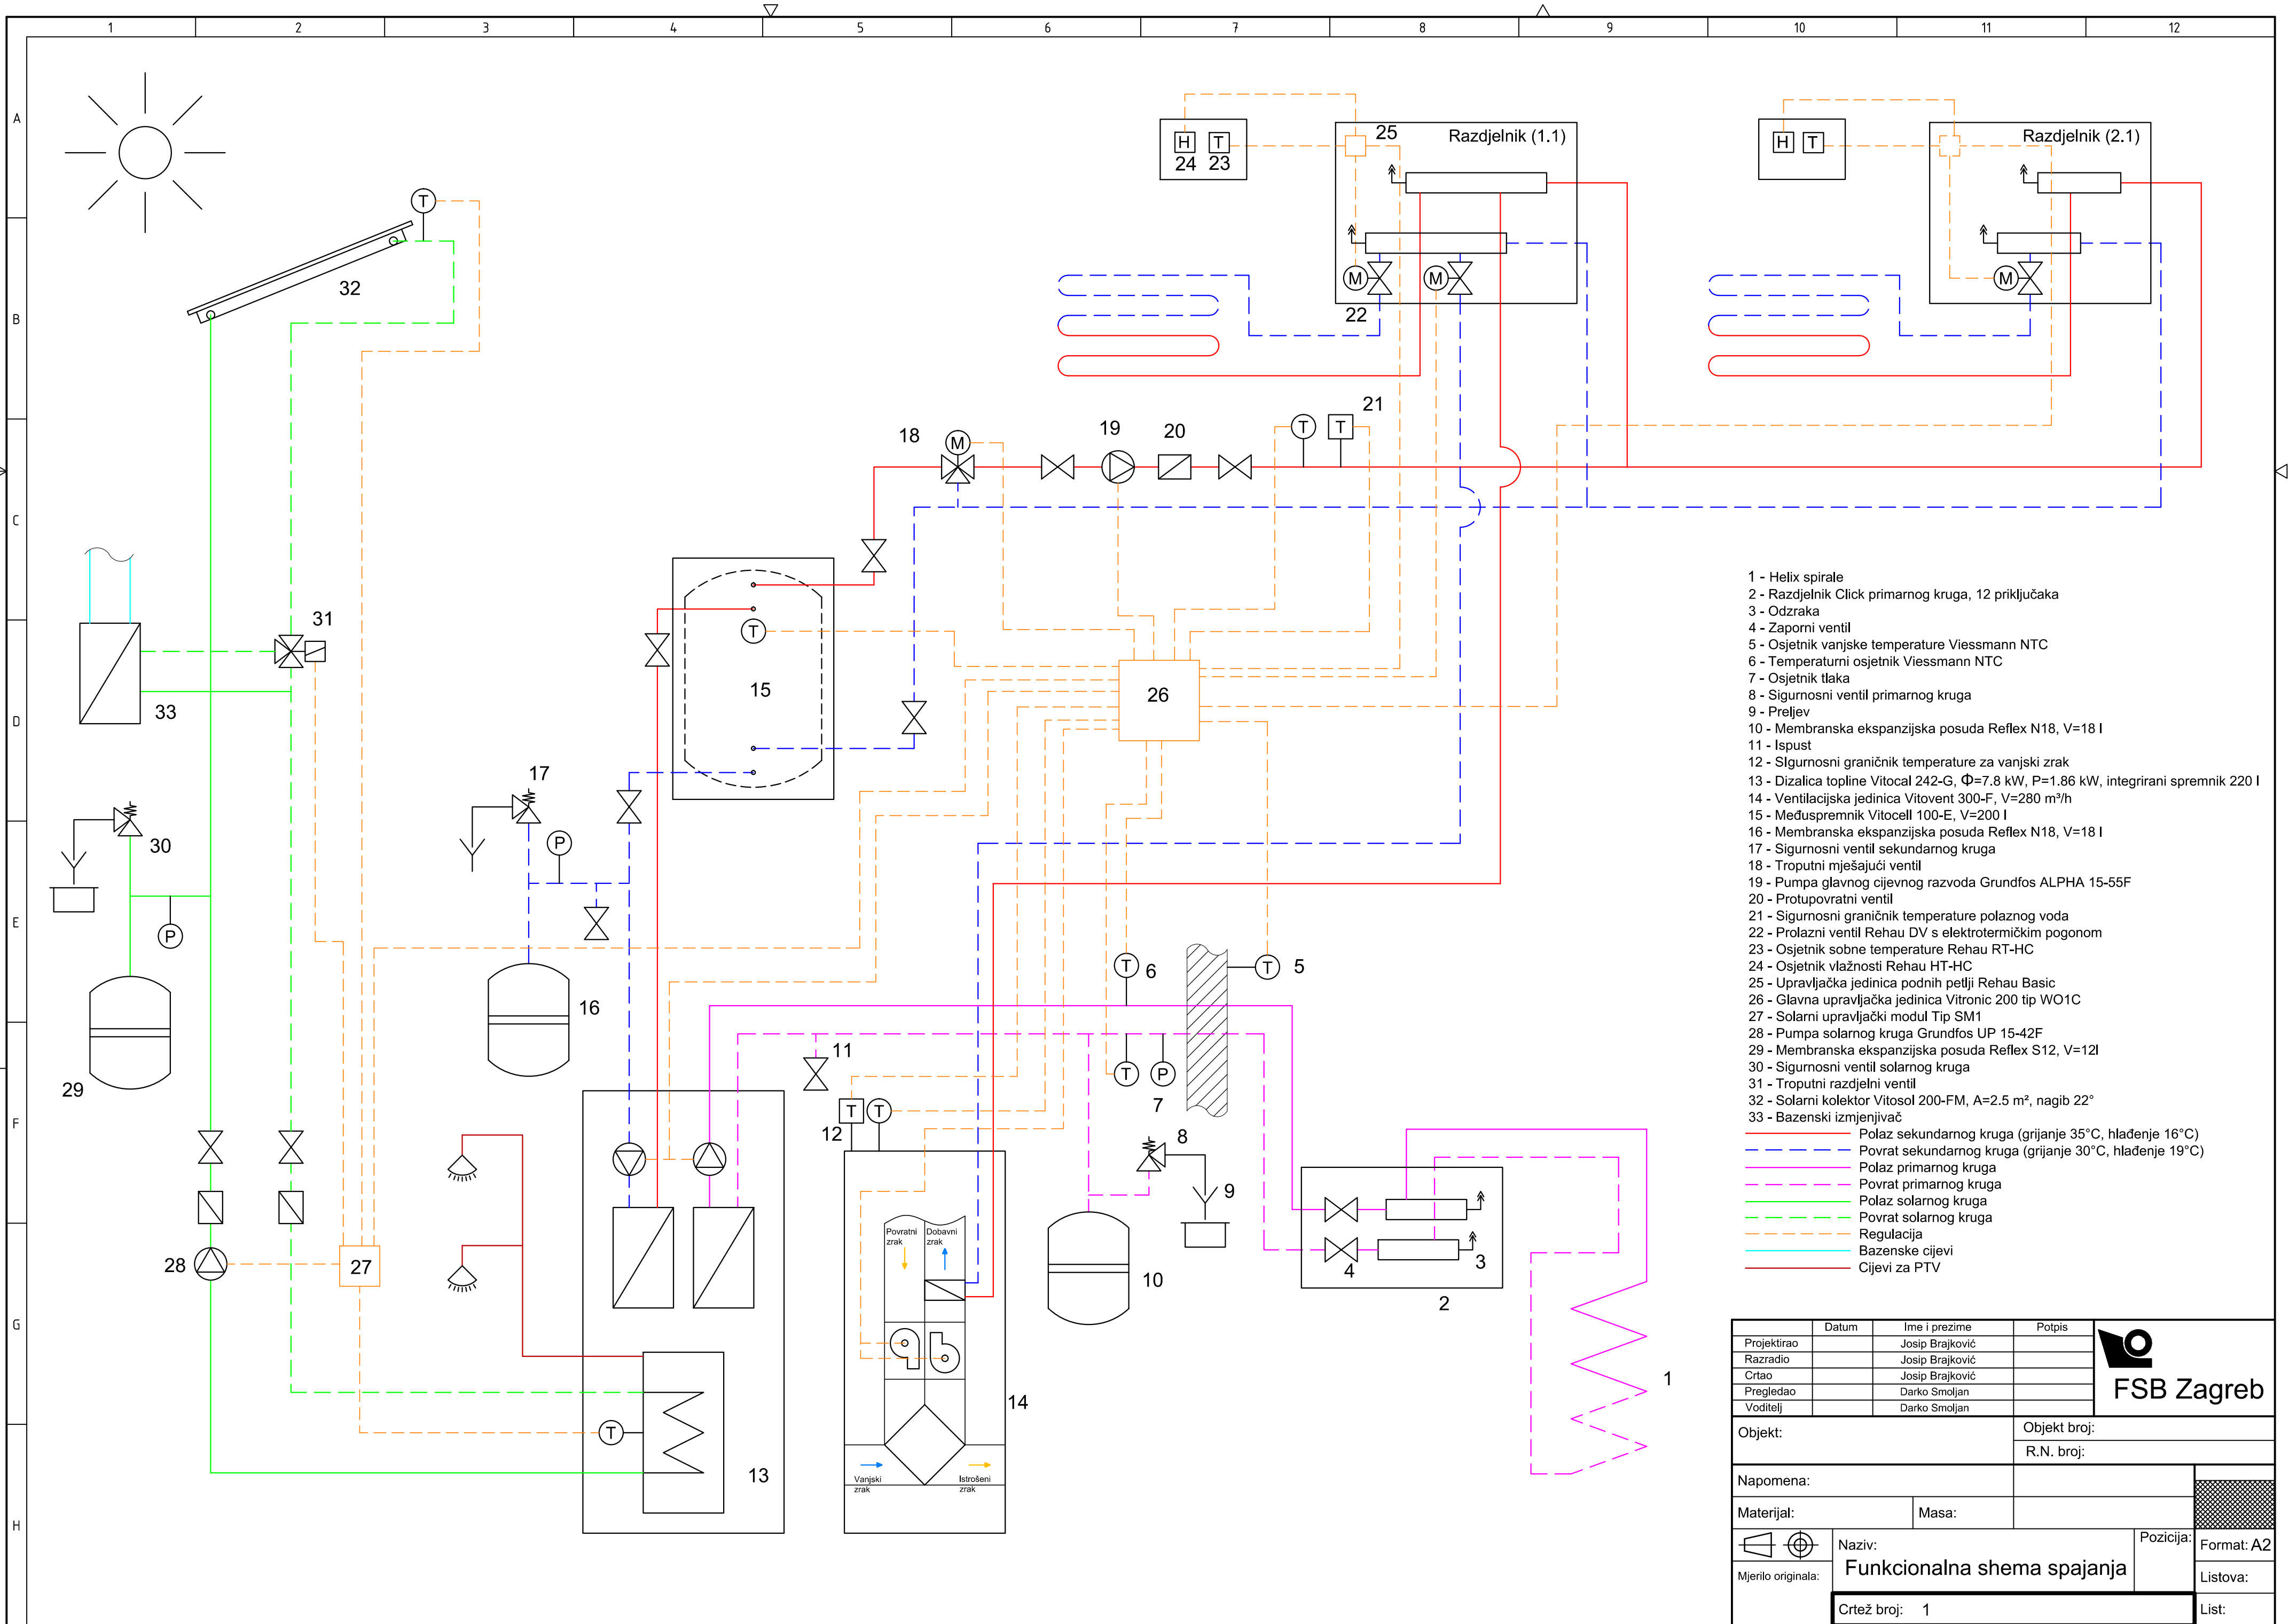 1 2 3 4 5 6 7 8 9 10 11 12
A
B
C
D
E
F
G
H
H T
24 23
25
Razdjelnik (1.1)
M
M
22
H T
Razdjelnik (2.1)
M
T
32
18
M
19
20
T
T
21
31
33
T
15
26
17
P
30
P
29
16
T
6
T
5
11
T
P
7
T
T
12
8
9
10
28
27
Povratni zrak
Dobavni zrak
4
3
2
1
T
13
14
Vanjski zrak
Istrošeni zrak
1 - Helix spirale
2 - Razdjelnik Click primarnog kruga, 12 priključaka
3 - Odzraka
4 - Zaporni ventil
5 - Osjetnik vanjske temperature Viessmann NTC
6 - Temperaturni osjetnik Viessmann NTC
7 - Osjetnik tlaka
8 - Sigurnosni ventil primarnog kruga
9 - Preljev
10 - Membranska ekspanzijska posuda Reflex N18, V=18 l
11 - Ispust
12 - SIgurnosni graničnik temperature za vanjski zrak
13 - Dizalica topline Vitocal 242-G, Φ=7.8 kW, P=1.86 kW, integrirani spremnik 220 l
14 - Ventilacijska jedinica Vitovent 300-F, V=280 m³/h
15 - Međuspremnik Vitocell 100-E, V=200 l
16 - Membranska ekspanzijska posuda Reflex N18, V=18 l
17 - Sigurnosni ventil sekundarnog kruga
18 - Troputni mješajući ventil
19 - Pumpa glavnog cijevnog razvoda Grundfos ALPHA 15-55F
20 - Protupovratni ventil
21 - Sigurnosni graničnik temperature polaznog voda
22 - Prolazni ventil Rehau DV s elektrotermičkim pogonom
23 - Osjetnik sobne temperature Rehau RT-HC
24 - Osjetnik vlažnosti Rehau HT-HC
25 - Upravljačka jedinica podnih petlji Rehau Basic
26 - Glavna upravljačka jedinica Vitronic 200 tip WO1C
27 - Solarni upravljački modul Tip SM1
28 - Pumpa solarnog kruga Grundfos UP 15-42F
29 - Membranska ekspanzijska posuda Reflex S12, V=12l
30 - Sigurnosni ventil solarnog kruga
31 - Troputni razdjelni ventil
32 - Solarni kolektor Vitosol 200-FM, A=2.5 m², nagib 22°
33 - Bazenski izmjenjivač
Polaz sekundarnog kruga (grijanje 35°C, hlađenje 16°C)
Povrat sekundarnog kruga (grijanje 30°C, hlađenje 19°C)
Polaz primarnog kruga
Povrat primarnog kruga
Polaz solarnog kruga
Povrat solarnog kruga
Regulacija
Bazenske cijevi
Cijevi za PTV
Datum Ime i prezime Potpis
Projektirao Josip Brajković
Razradio Josip Brajković
Crtao Josip Brajković
Pregledao Darko Smoljan
Voditelj Darko Smoljan
FSB Zagreb
Objekt:
Objekt broj:
R.N. broj:
Napomena:
Materijal:
Masa:
Mjerilo originala:
Naziv:
Funkcionalna shema spajanja
Pozicija:
Format: A2
Listova:
Crtež broj: 1
List: